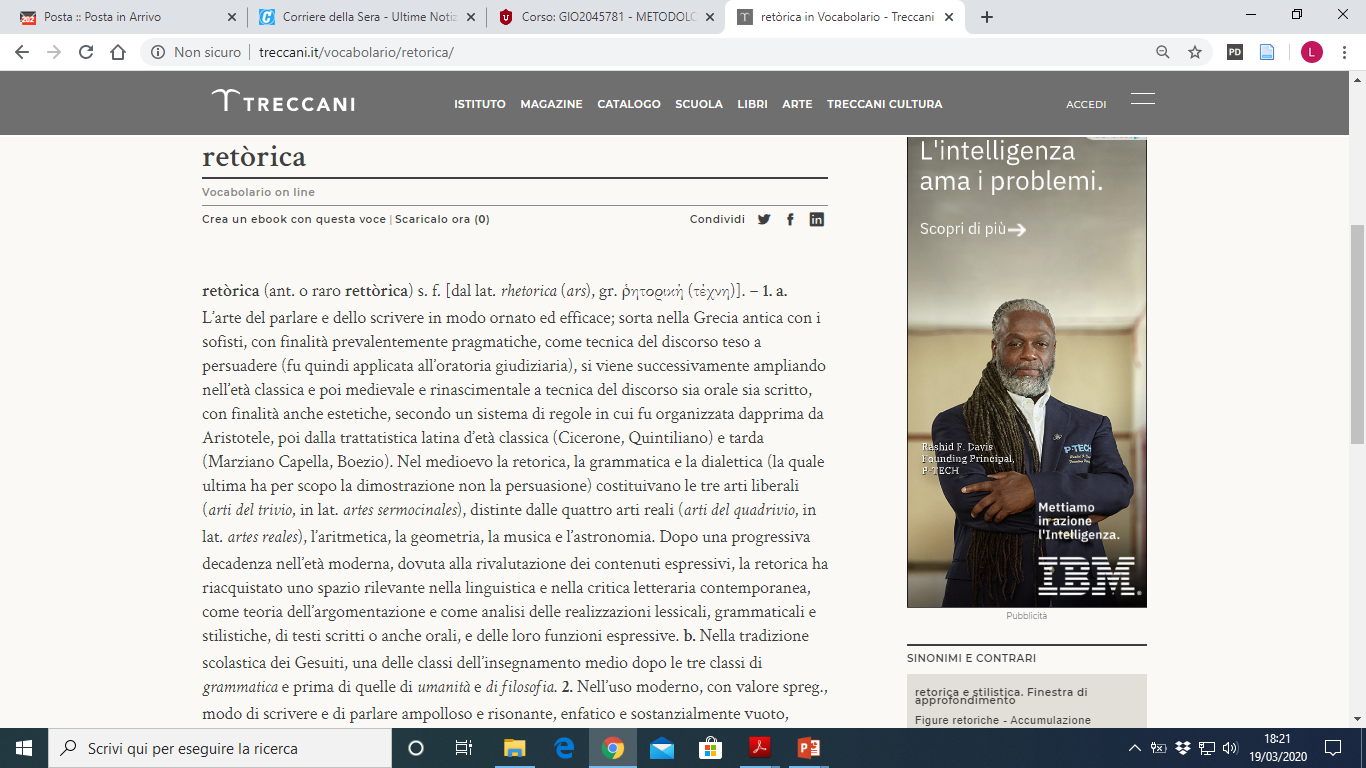 202
Posta :: Posta in Arrivo
Corriere della Sera - Ultime Notiz
Corso: GIO2045781 - METODOLO
retòrica in Vocabolario - Treccani
Non sicuro
treccani.it/vocabolario/retorica/
PD
L
TRECCANI
ISTITUTO MAGAZINE CATALOGO SCUOLA LIBRI ARTE TRECCANI CULTURA
ACCEDI
retòrica
Vocabolario on line
Crea un ebook con questa voce | Scaricalo ora (0)
Condividi
retòrica (ant. o raro rettòrica) s. f. [dal lat. rhetorica (ars), gr. ῥητορική (τέχνη)]. – 1. a.
L’arte del parlare e dello scrivere in modo ornato ed efficace; sorta nella Grecia antica con i
sofisti, con finalità prevalentemente pragmatiche, come tecnica del discorso teso a
persuadere (fu quindi applicata all’oratoria giudiziaria), si viene successivamente ampliando
nell’età classica e poi medievale e rinascimentale a tecnica del discorso sia orale sia scritto,
con finalità anche estetiche, secondo un sistema di regole in cui fu organizzata dapprima da
Aristotele, poi dalla trattatistica latina d’età classica (Cicerone, Quintiliano) e tarda
(Marziano Capella, Boezio). Nel medioevo la retorica, la grammatica e la dialettica (la quale
ultima ha per scopo la dimostrazione non la persuasione) costituivano le tre arti liberali
(arti del trivio, in lat. artes sermocinales), distinte dalle quattro arti reali (arti del quadrivio, in
lat. artes reales), l’aritmetica, la geometria, la musica e l’astronomia. Dopo una progressiva
decadenza nell’età moderna, dovuta alla rivalutazione dei contenuti espressivi, la retorica ha
riacquistato uno spazio rilevante nella linguistica e nella critica letteraria contemporanea,
come teoria dell’argomentazione e come analisi delle realizzazioni lessicali, grammaticali e
stilistiche, di testi scritti o anche orali, e delle loro funzioni espressive. b. Nella tradizione
scolastica dei Gesuiti, una delle classi dell’insegnamento medio dopo le tre classi di
grammatica e prima di quelle di umanità e di filosofia. 2. Nell’uso moderno, con valore spreg.,
modo di scrivere e di parlare ampolloso e risonante, enfatico e sostanzialmente vuoto,
L'intelligenza
ama i problemi.
Scopri di più
Rashid F. Davis
Founding Principal,
P-TECH
P-TECH
Mettiamo
in azione
l'Intelligenza.
IBM
Pubblicità
SINONIMI E CONTRARI
retorica e stilistica. Finestra di
approfondimento
Figure retoriche - Accumulazione
Scrivi qui per eseguire la ricerca
18:21
19/03/2020